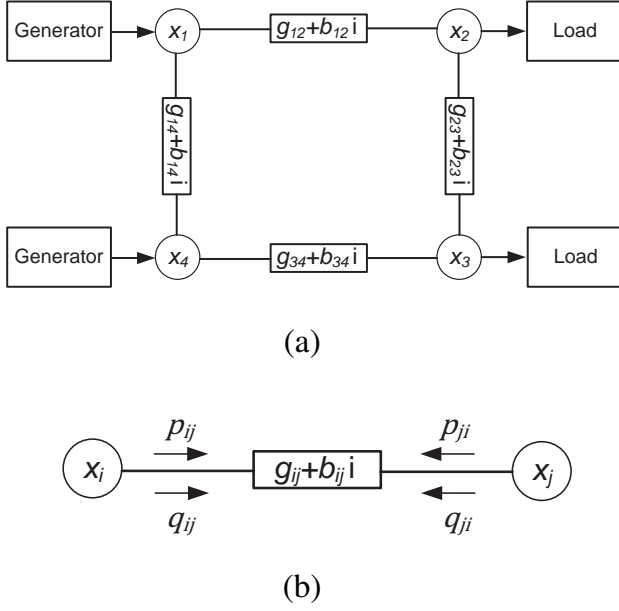 Generator
x1
g12+b12 i
x2
Load
g14+b14 i
g23+b23 i
Generator
x4
g34+b34 i
x3
Load
(a)
pij
pji
xi
gij+bij i
xj
qij
qji
(b)